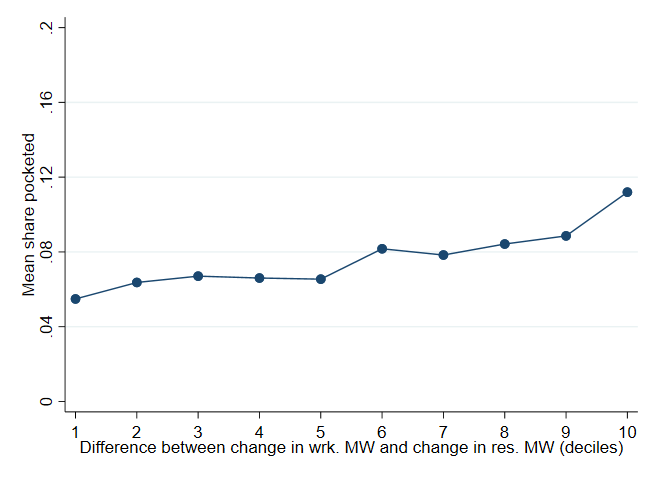 Mean share pocketed
.2
.16
.12
.08
.04
0
1 2 3 4 5 6 7 8 9 10
Difference between change in wrk. MW and change in res. MW (deciles)